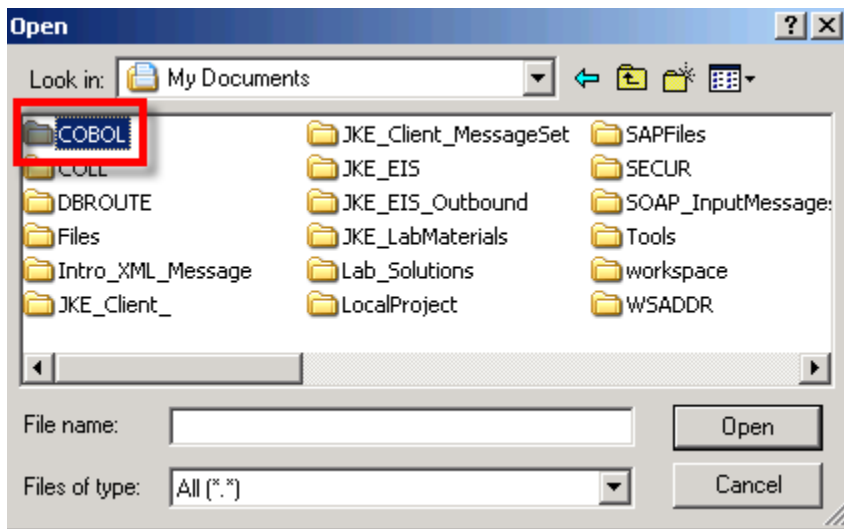 Open
Look in: My Documents
COBOL JKE_Client_MessageSet SAPFiles
COLL JKE_EIS SECUR
DBROUTE JKE_EIS_Outbound SOAP_InputMessages
Files JKE_LabMaterials Tools
Intro_XML_Message Lab_Solutions workspace
JKE_Client_ LocalProject WSADDR
File name: Open
Files of type: All (*.*) Cancel